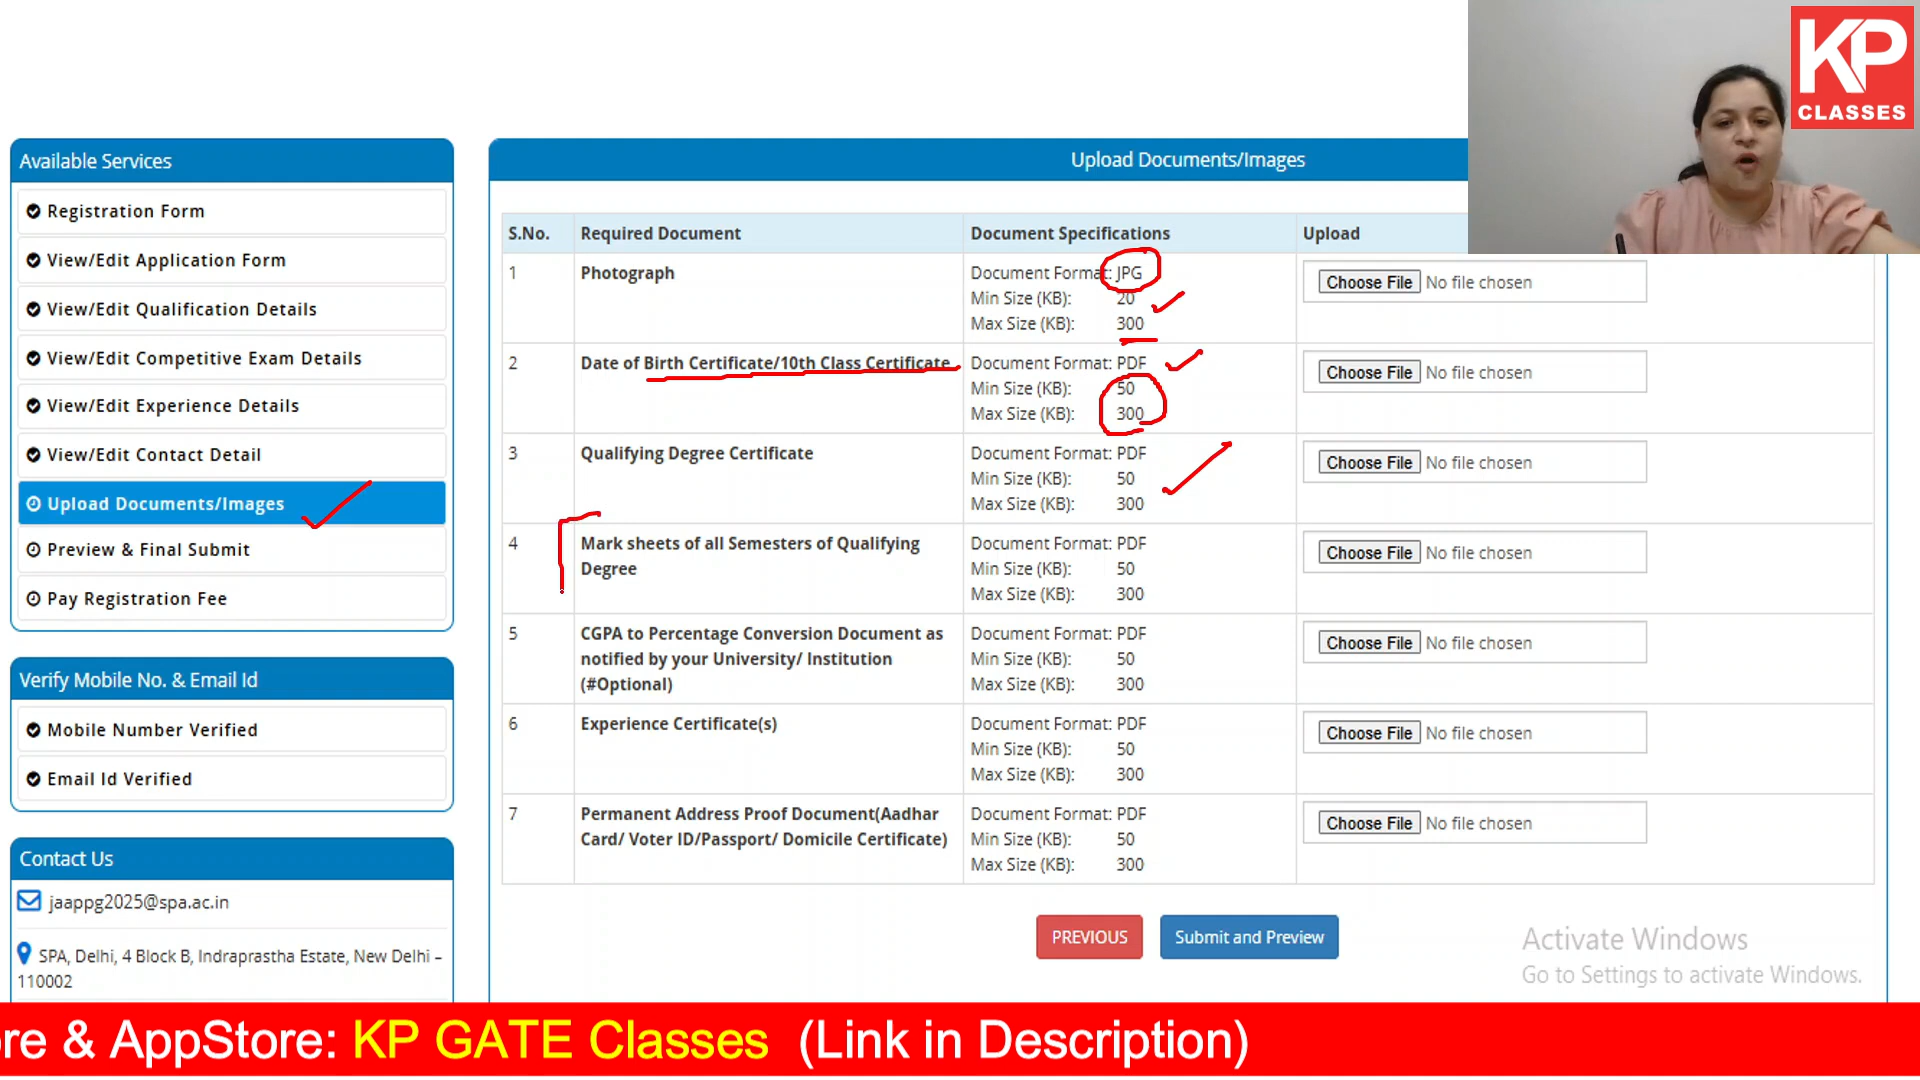 KP
CLASSES
Available Services
Registration Form
View/Edit Application Form
View/Edit Qualification Details
View/Edit Competitive Exam Details
View/Edit Experience Details
View/Edit Contact Detail
Upload Documents/Images
Preview & Final Submit
Pay Registration Fee
Verify Mobile No. & Email Id
Mobile Number Verified
Email Id Verified
Contact Us
jaappg2025@spa.ac.in
SPA, Delhi, 4 Block B, Indraprastha Estate, New Delhi –
110002
Upload Documents/Images
S.No. Required Document Document Specifications Upload
1 Photograph Document Format: JPG Choose File No file chosen
Min Size (KB): 20
Max Size (KB): 300
2 Date of Birth Certificate/10th Class Certificate Document Format: PDF Choose File No file chosen
Min Size (KB): 50
Max Size (KB): 300
3 Qualifying Degree Certificate Document Format: PDF Choose File No file chosen
Min Size (KB): 50
Max Size (KB): 300
4 Mark sheets of all Semesters of Qualifying Document Format: PDF Choose File No file chosen
Degree Min Size (KB): 50
Max Size (KB): 300
5 CGPA to Percentage Conversion Document as Document Format: PDF Choose File No file chosen
notified by your University/ Institution Min Size (KB): 50
(#Optional) Max Size (KB): 300
6 Experience Certificate(s) Document Format: PDF Choose File No file chosen
Min Size (KB): 50
Max Size (KB): 300
7 Permanent Address Proof Document(Aadhar Document Format: PDF Choose File No file chosen
Card/ Voter ID/Passport/ Domicile Certificate) Min Size (KB): 50
Max Size (KB): 300
PREVIOUS Submit and Preview
Activate Windows
Go to Settings to activate Windows.
re & AppStore: KP GATE Classes (Link in Description)